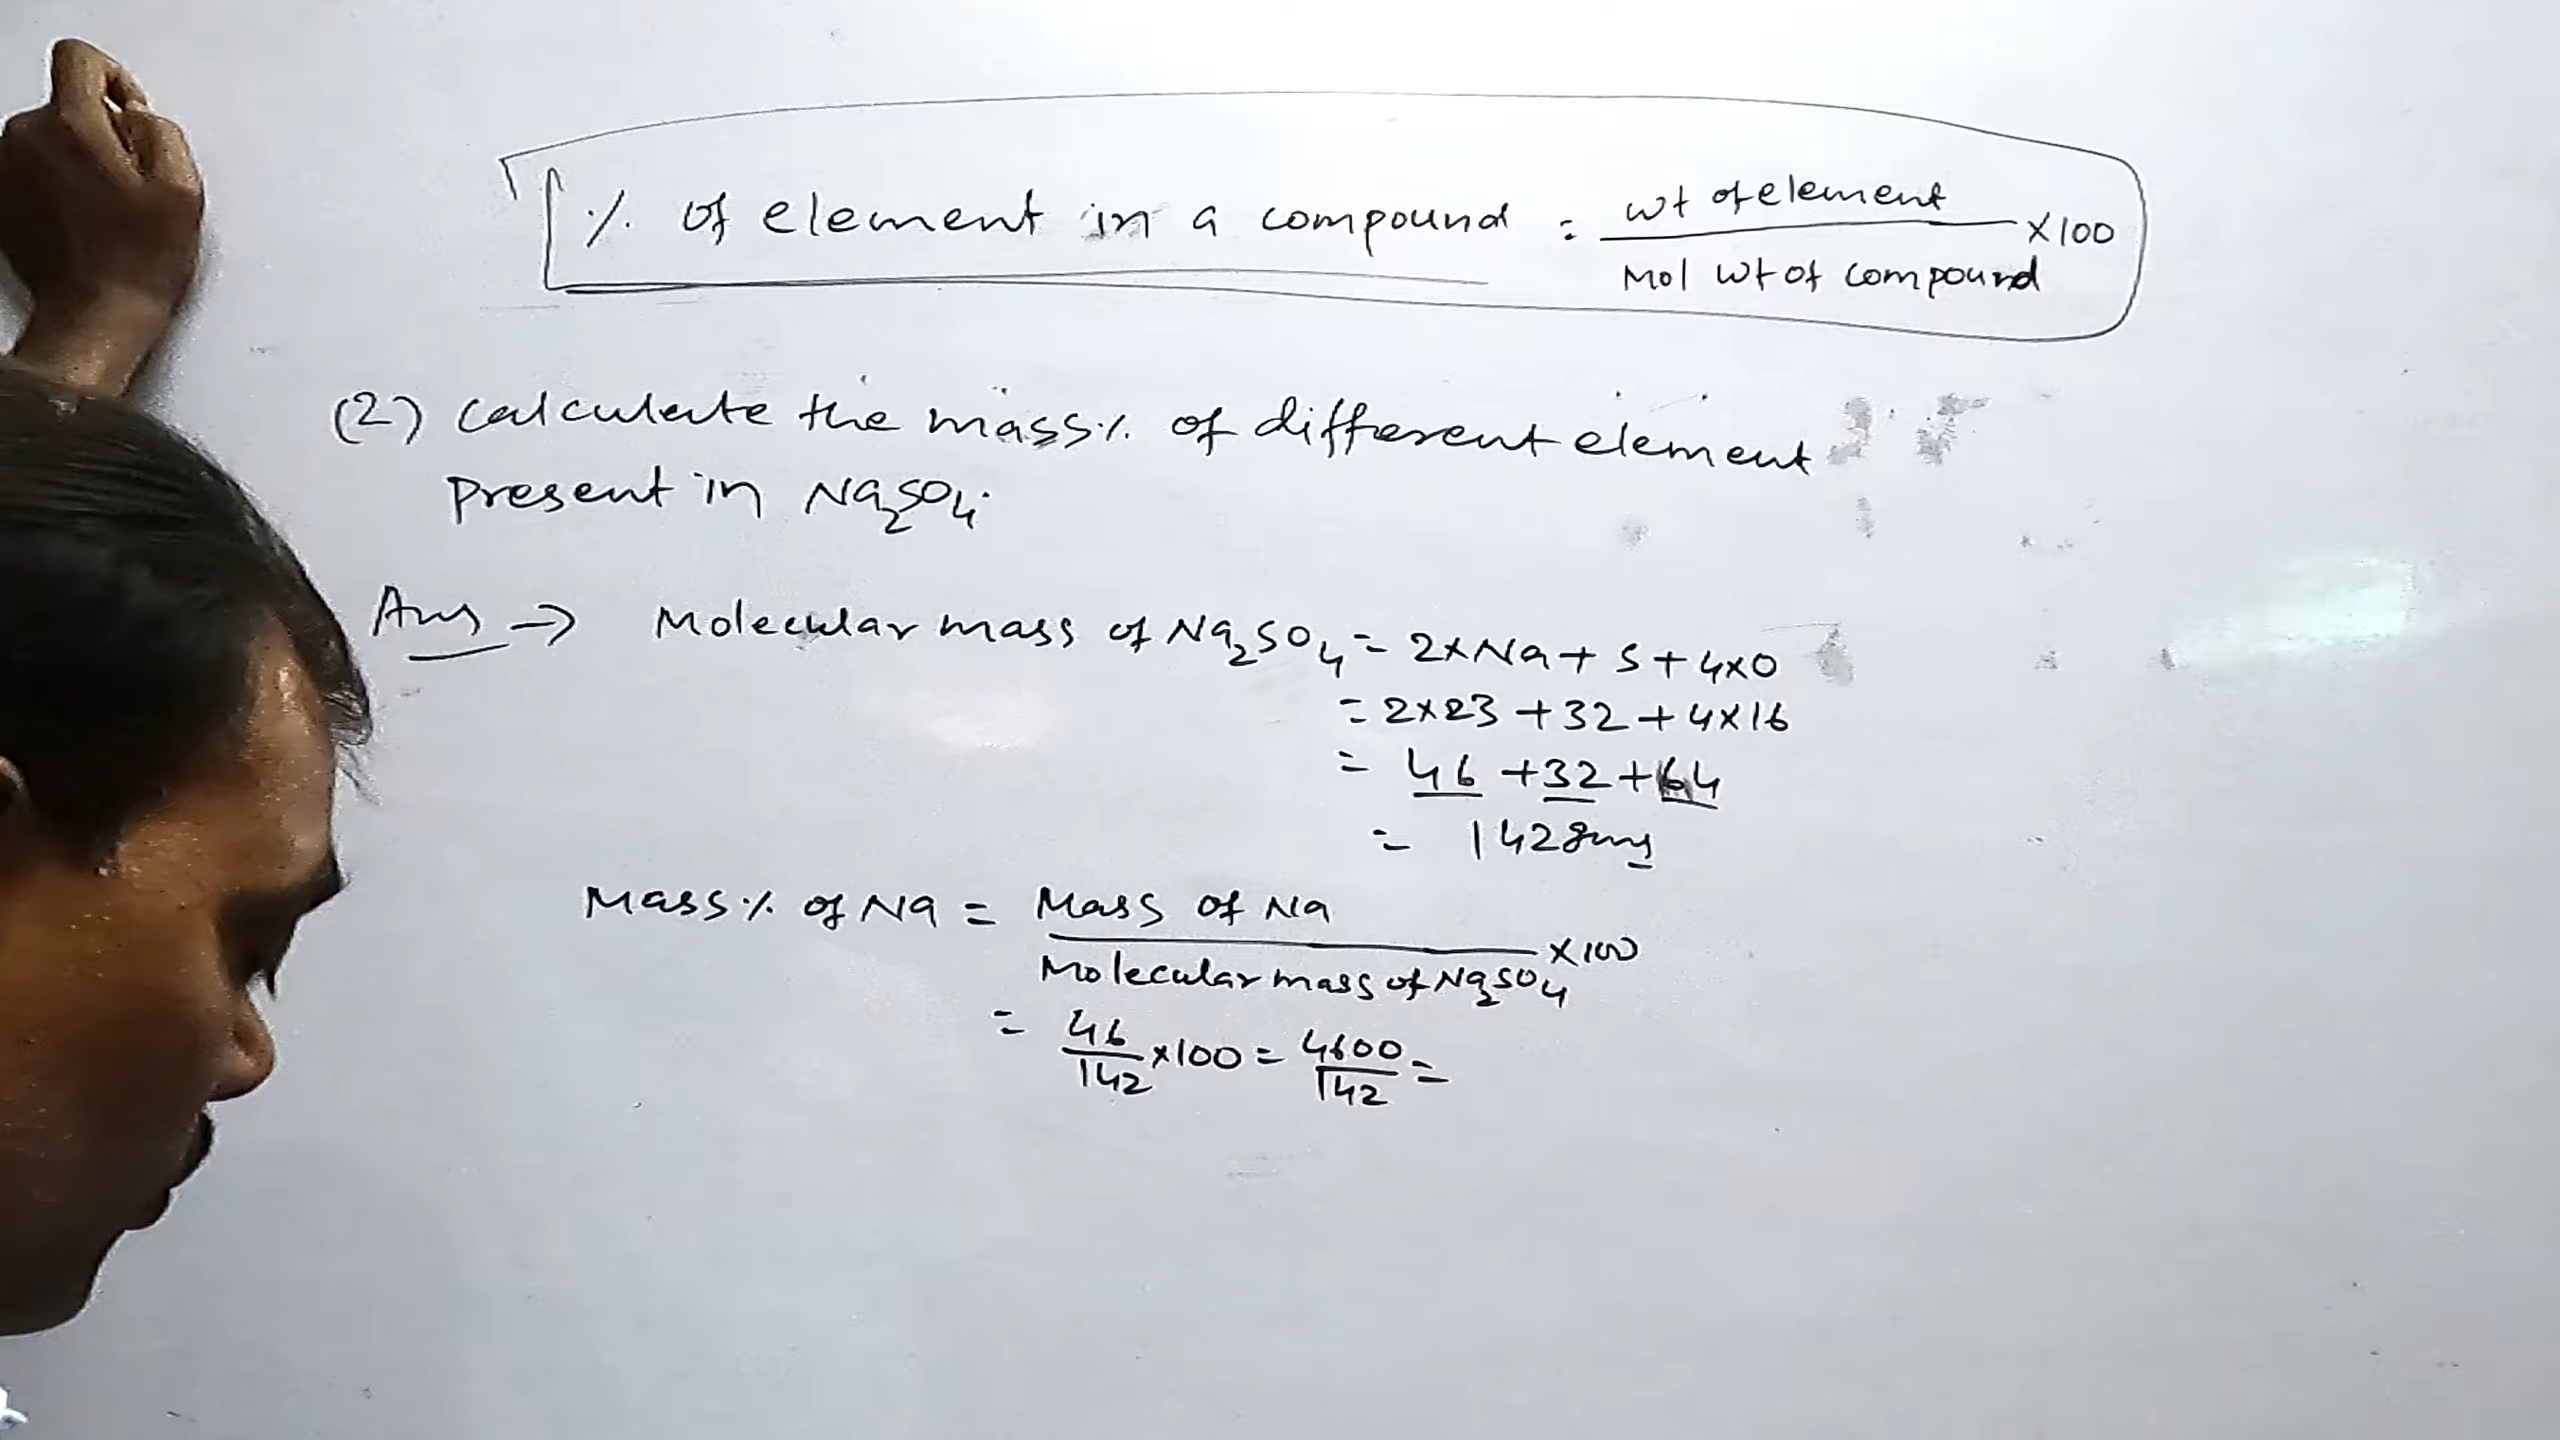 % of element in a compound = wt of element / Mol wt of compound ×100
(2) calculate the mass% of different element
present in Na₂SO₄.
Ans → Molecular mass of Na₂SO₄ = 2×Na + S + 4×O
= 2×23 + 32 + 4×16
= 46 + 32 + 64
= 142gms
Mass% of Na = Mass of Na / Molecular mass of Na₂SO₄ ×100
= 46/142 ×100 = 4600/142 =